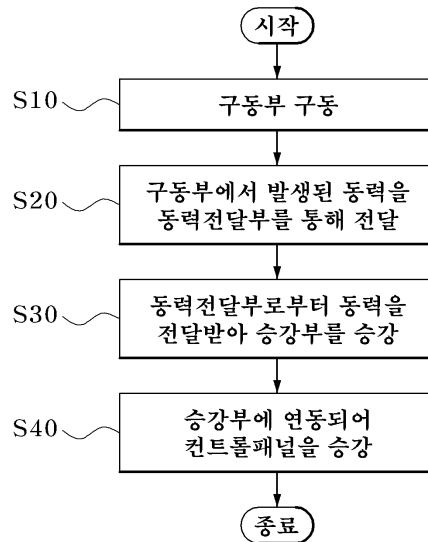 시작
S10
구동부 구동
S20
구동부에서 발생된 동력을
동력전달부를 통해 전달
S30
동력전달부로부터 동력을
전달받아 승강부를 승강
S40
승강부에 연동되어
컨트롤패널을 승강
종료